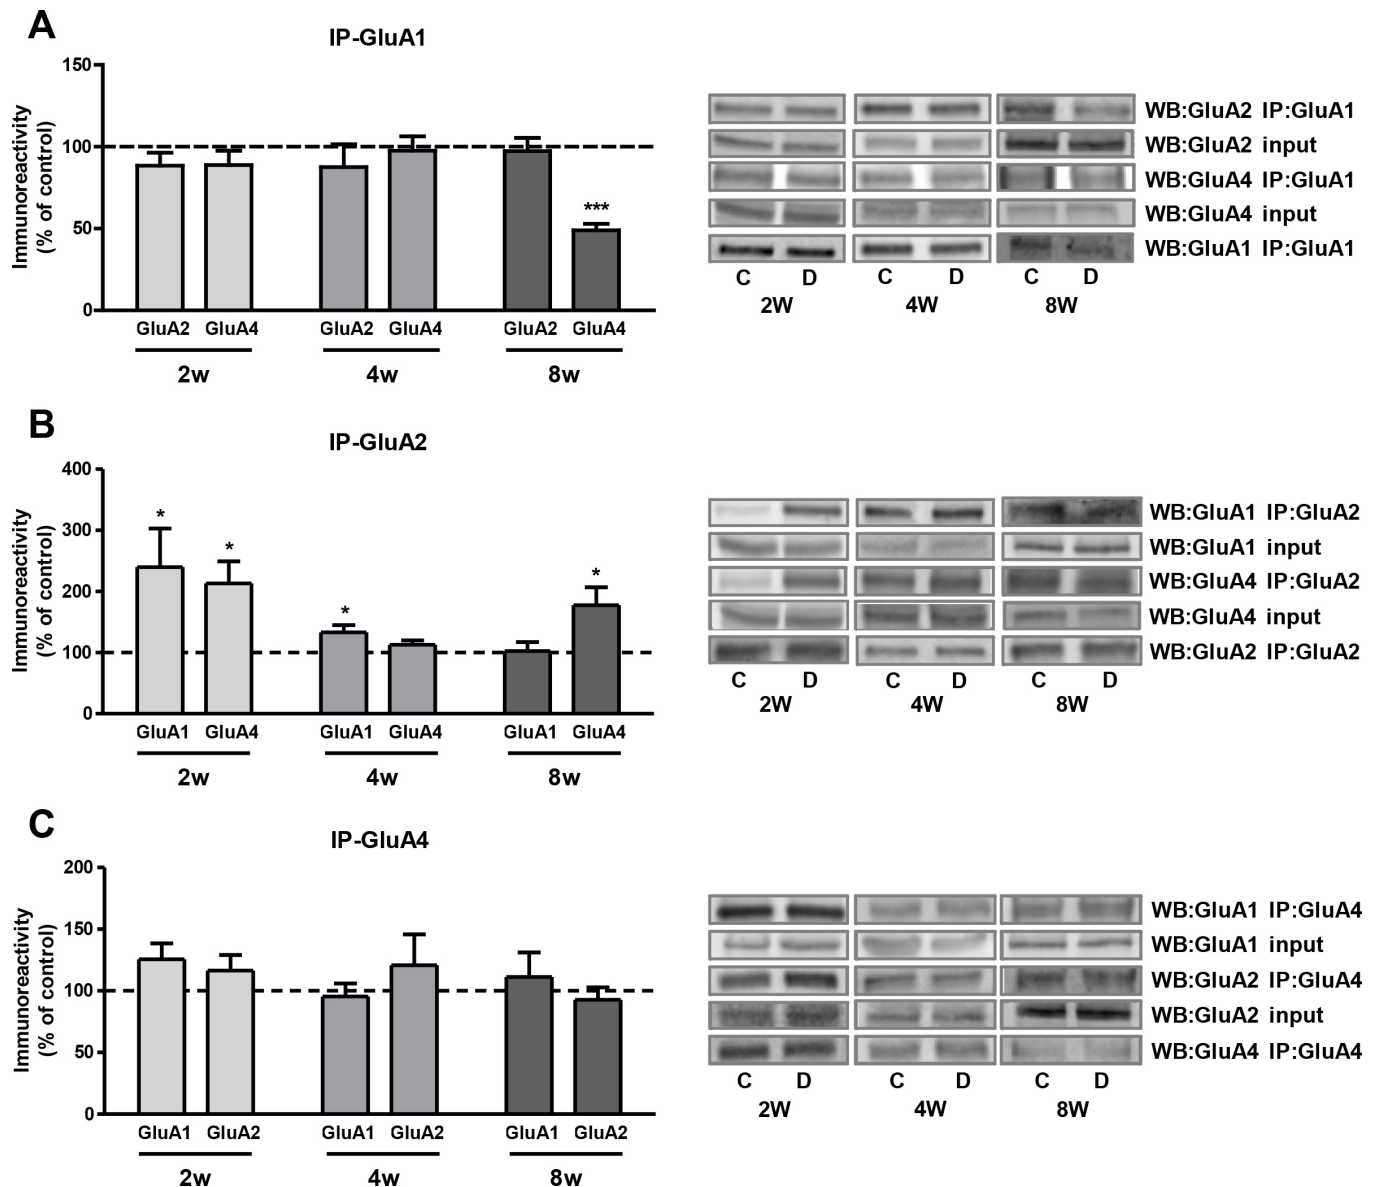 A
IP-GluA1
Immunoreactivity
(% of control)
150
100
50
0
GluA2 GluA4 GluA2 GluA4 GluA2 GluA4
2w 4w 8w
***
WB:GluA2 IP:GluA1
WB:GluA2 input
WB:GluA4 IP:GluA1
WB:GluA4 input
WB:GluA1 IP:GluA1
C D C D C D
2W 4W 8W
B
IP-GluA2
Immunoreactivity
(% of control)
400
300
200
100
0
* * * *
GluA1 GluA4 GluA1 GluA4 GluA1 GluA4
2w 4w 8w
WB:GluA1 IP:GluA2
WB:GluA1 input
WB:GluA4 IP:GluA2
WB:GluA4 input
WB:GluA2 IP:GluA2
C D C D C D
2W 4W 8W
C
IP-GluA4
Immunoreactivity
(% of control)
200
150
100
50
0
GluA1 GluA2 GluA1 GluA2 GluA1 GluA2
2w 4w 8w
WB:GluA1 IP:GluA4
WB:GluA1 input
WB:GluA2 IP:GluA4
WB:GluA2 input
WB:GluA4 IP:GluA4
C D C D C D
2W 4W 8W